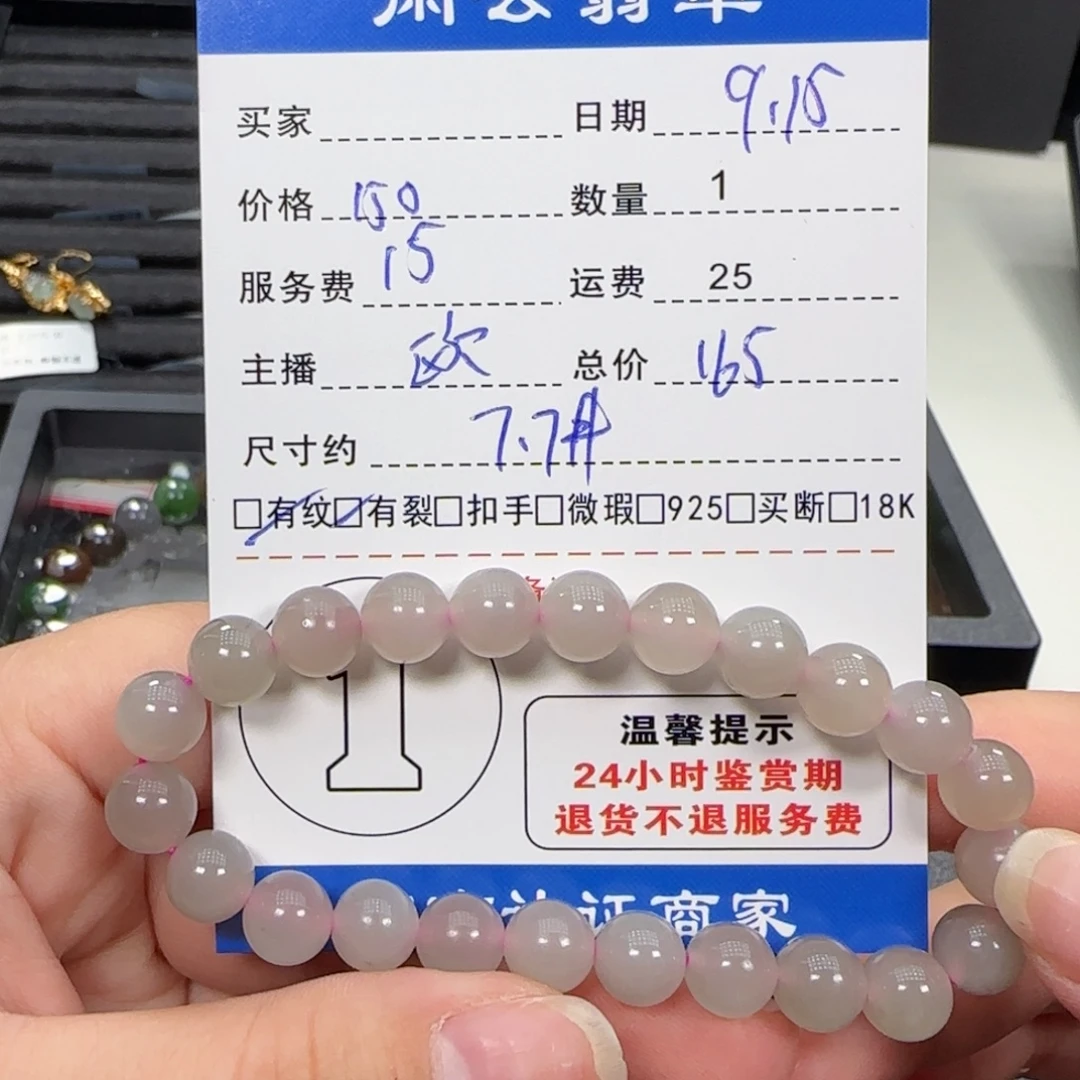 买家 日期 9.15
价格 150 数量 1
服务费 15 运费 25
主播 欧 总价 165
尺寸约 7.7
□有纹□有裂□扣手□微瑕□925□买断□18K
1
温馨提示
24小时鉴赏期
退货不退服务费
认证商家